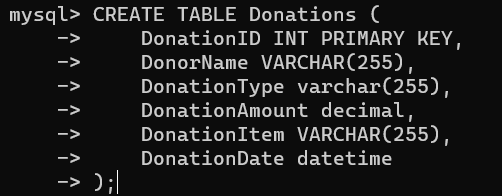 mysql> CREATE TABLE Donations (
    ->     DonationID INT PRIMARY KEY,
    ->     DonorName VARCHAR(255),
    ->     DonationType varchar(255),
    ->     DonationAmount decimal,
    ->     DonationItem VARCHAR(255),
    ->     DonationDate datetime
    -> );